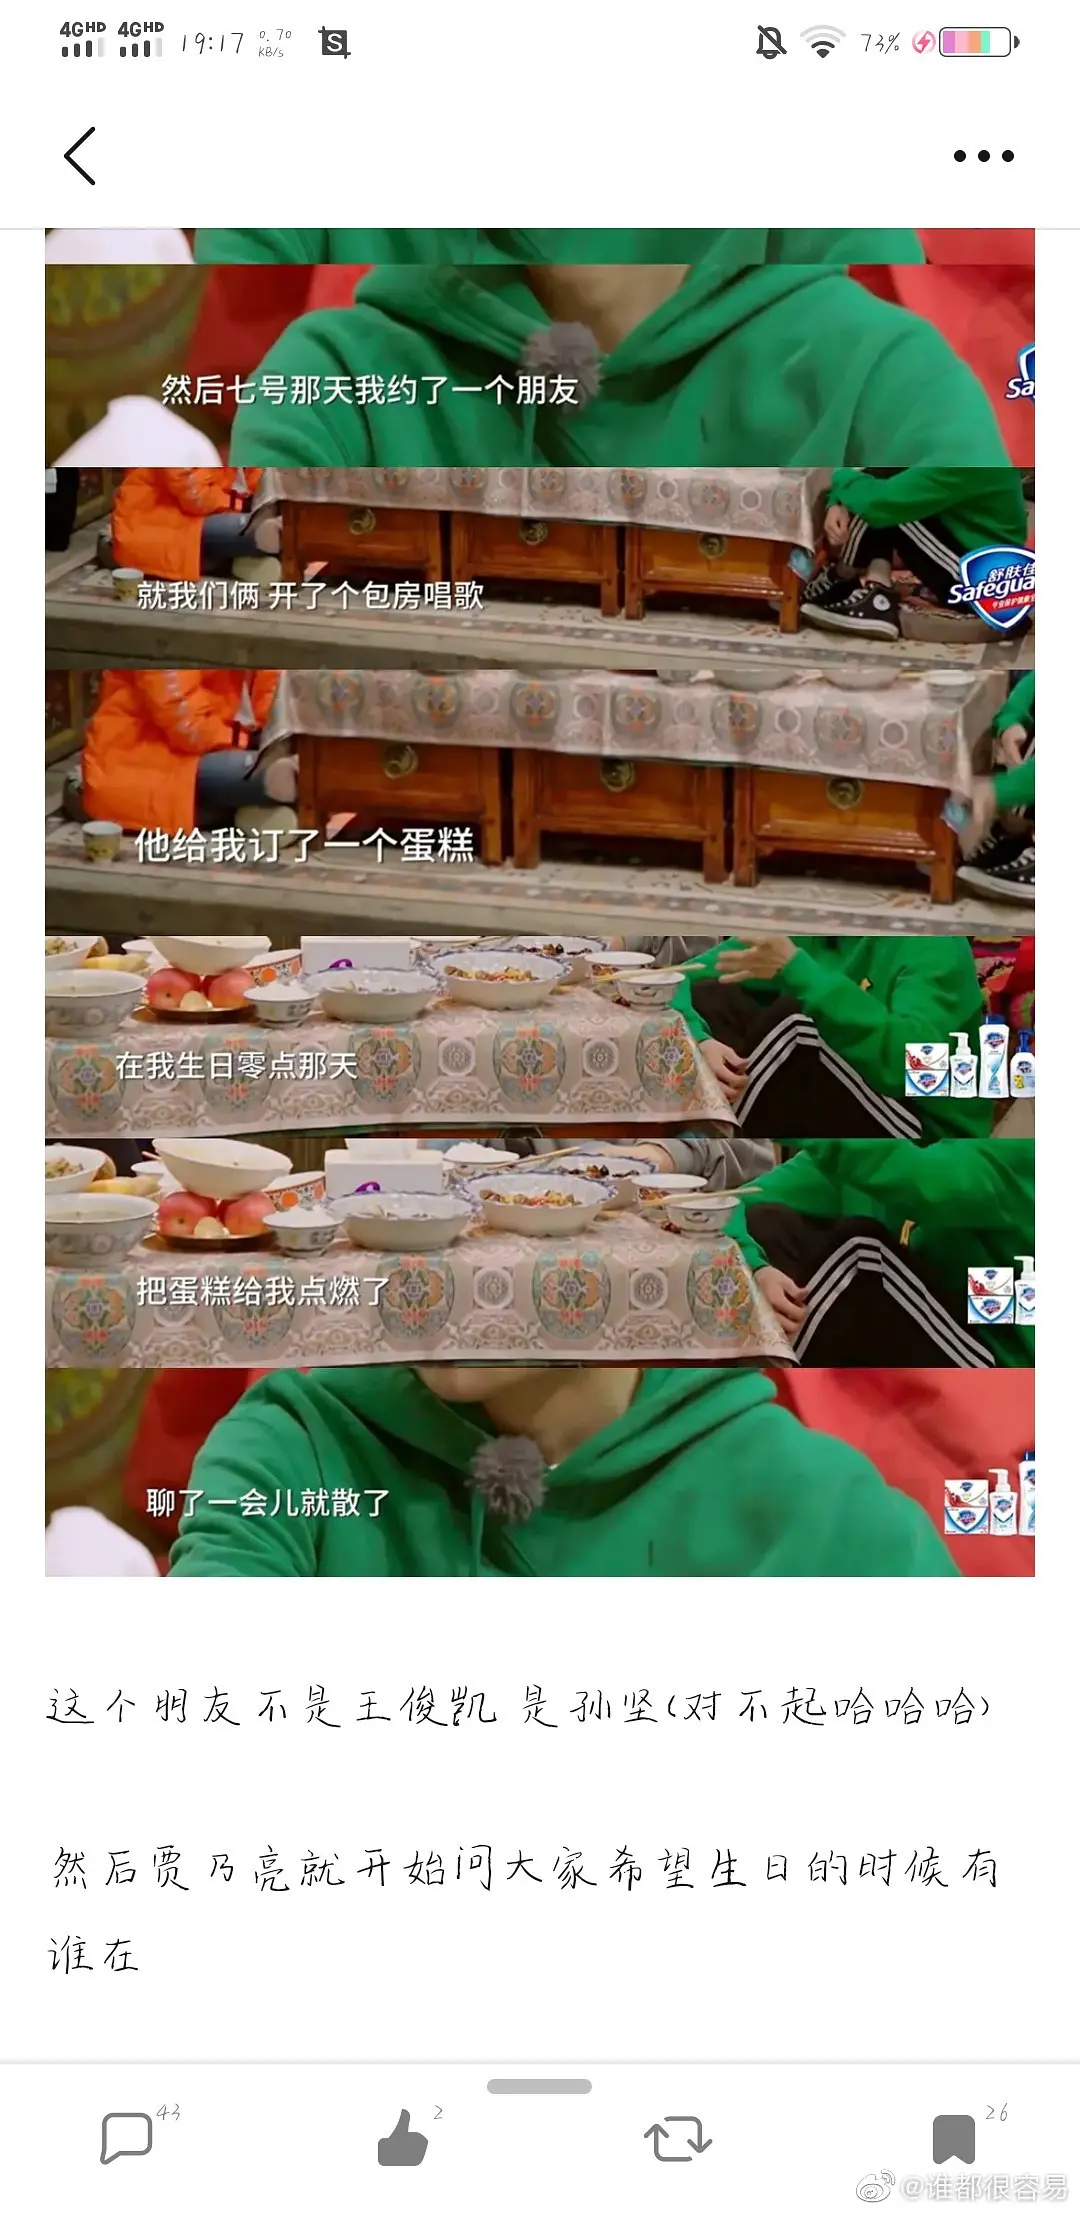 4GHD 4GHD 19:17 0.70 KB/s S 73%
然后七号那天我约了一个朋友
Sa
就我们俩 开了个包房唱歌
舒肤佳
Safegua
他给我订了一个蛋糕
在我生日零点那天
把蛋糕给我点燃了
聊了一会儿就散了
这个朋友不是王俊凯 是孙坚(对不起哈哈哈)
然后贾乃亮就开始问大家希望生日的时候有
谁在
43 2 26
@谁都很容易